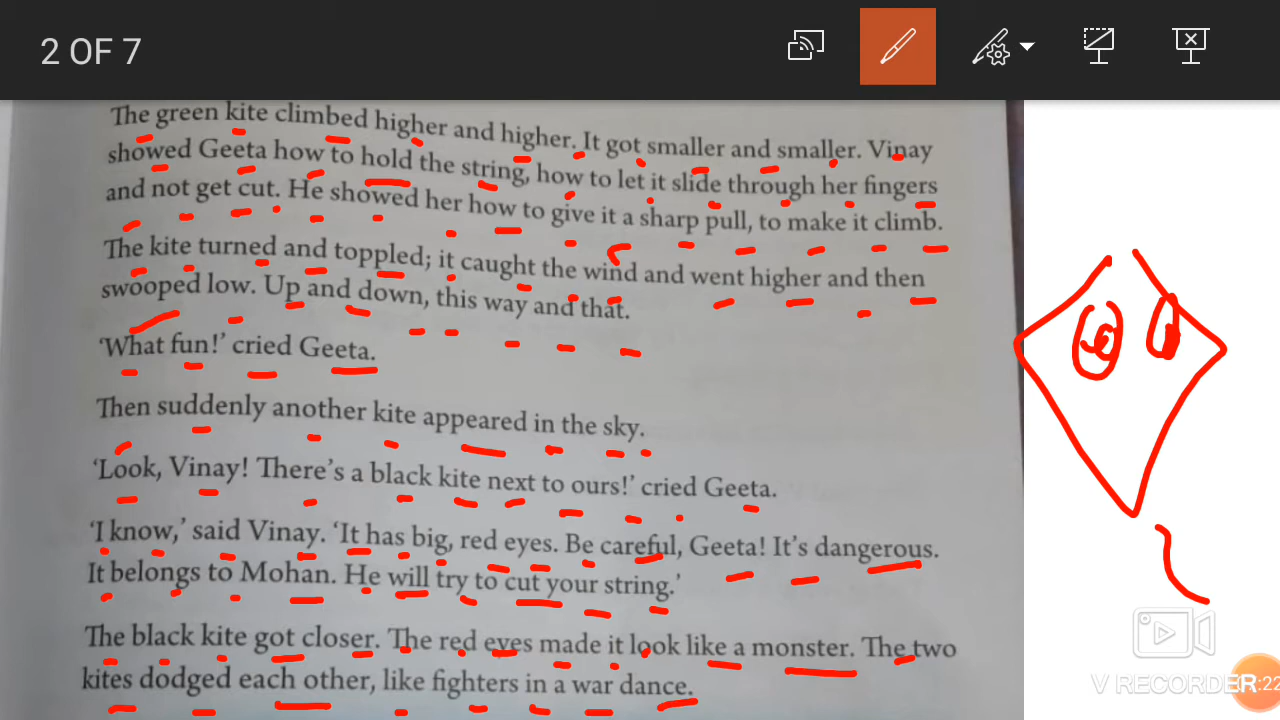 2 OF 7
The green kite climbed higher and higher. It got smaller and smaller. Vinay
showed Geeta how to hold the string, how to let it slide through her fingers
and not get cut. He showed her how to give it a sharp pull, to make it climb.
The kite turned and toppled; it caught the wind and went higher and then
swooped low. Up and down, this way and that.
‘What fun!’ cried Geeta.
Then suddenly another kite appeared in the sky.
‘Look, Vinay! There’s a black kite next to ours!’ cried Geeta.
‘I know,’ said Vinay. ‘It has big, red eyes. Be careful, Geeta! It’s dangerous.
It belongs to Mohan. He will try to cut your string.’
The black kite got closer. The red eyes made it look like a monster. The two
kites dodged each other, like fighters in a war dance.
V RECORDER
:22